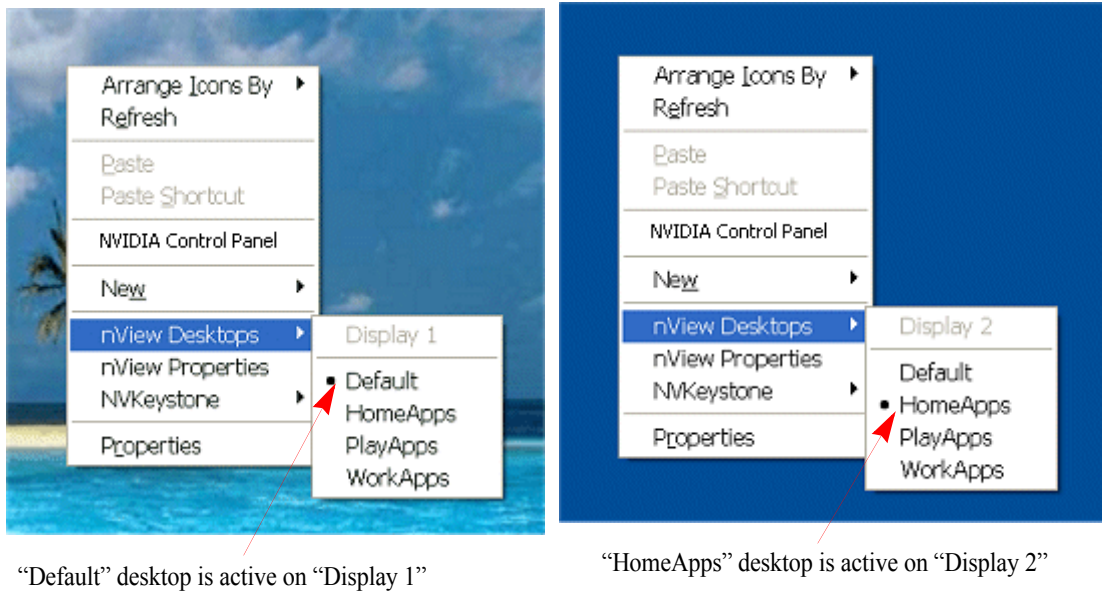 Arrange Icons By
Refresh
Paste
Paste Shortcut
NVIDIA Control Panel
New
nView Desktops
nView Properties
NVKeystone
Properties
Display 1
Default
HomeApps
PlayApps
WorkApps
“Default” desktop is active on “Display 1”
Arrange Icons By
Refresh
Paste
Paste Shortcut
NVIDIA Control Panel
New
nView Desktops
nView Properties
NVKeystone
Properties
Display 2
Default
HomeApps
PlayApps
WorkApps
“HomeApps” desktop is active on “Display 2”